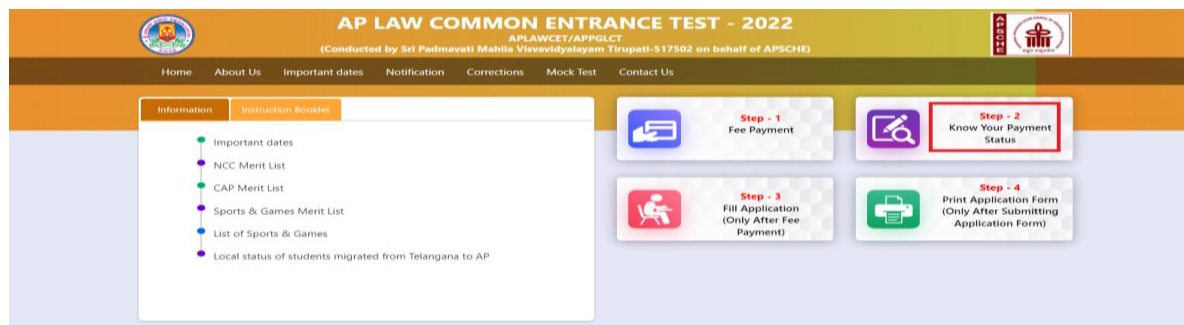 AP LAW COMMON ENTRANCE TEST - 2022
APLAWCET/APPGLCT
(Conducted by Sri Padmavati Mahila Visvavidyalayam Tirupati-517502 on behalf of APSCHE)
APSCHE
Home About Us Important dates Notification Corrections Mock Test Contact Us
Information Instruction Booklet
Important dates
NCC Merit List
CAP Merit List
Sports & Games Merit List
List of Sports & Games
Local status of students migrated from Telangana to AP
Step - 1
Fee Payment
Step - 2
Know Your Payment
Status
Step - 3
Fill Application
(Only After Fee
Payment)
Step - 4
Print Application Form
(Only After Submitting
Application Form)